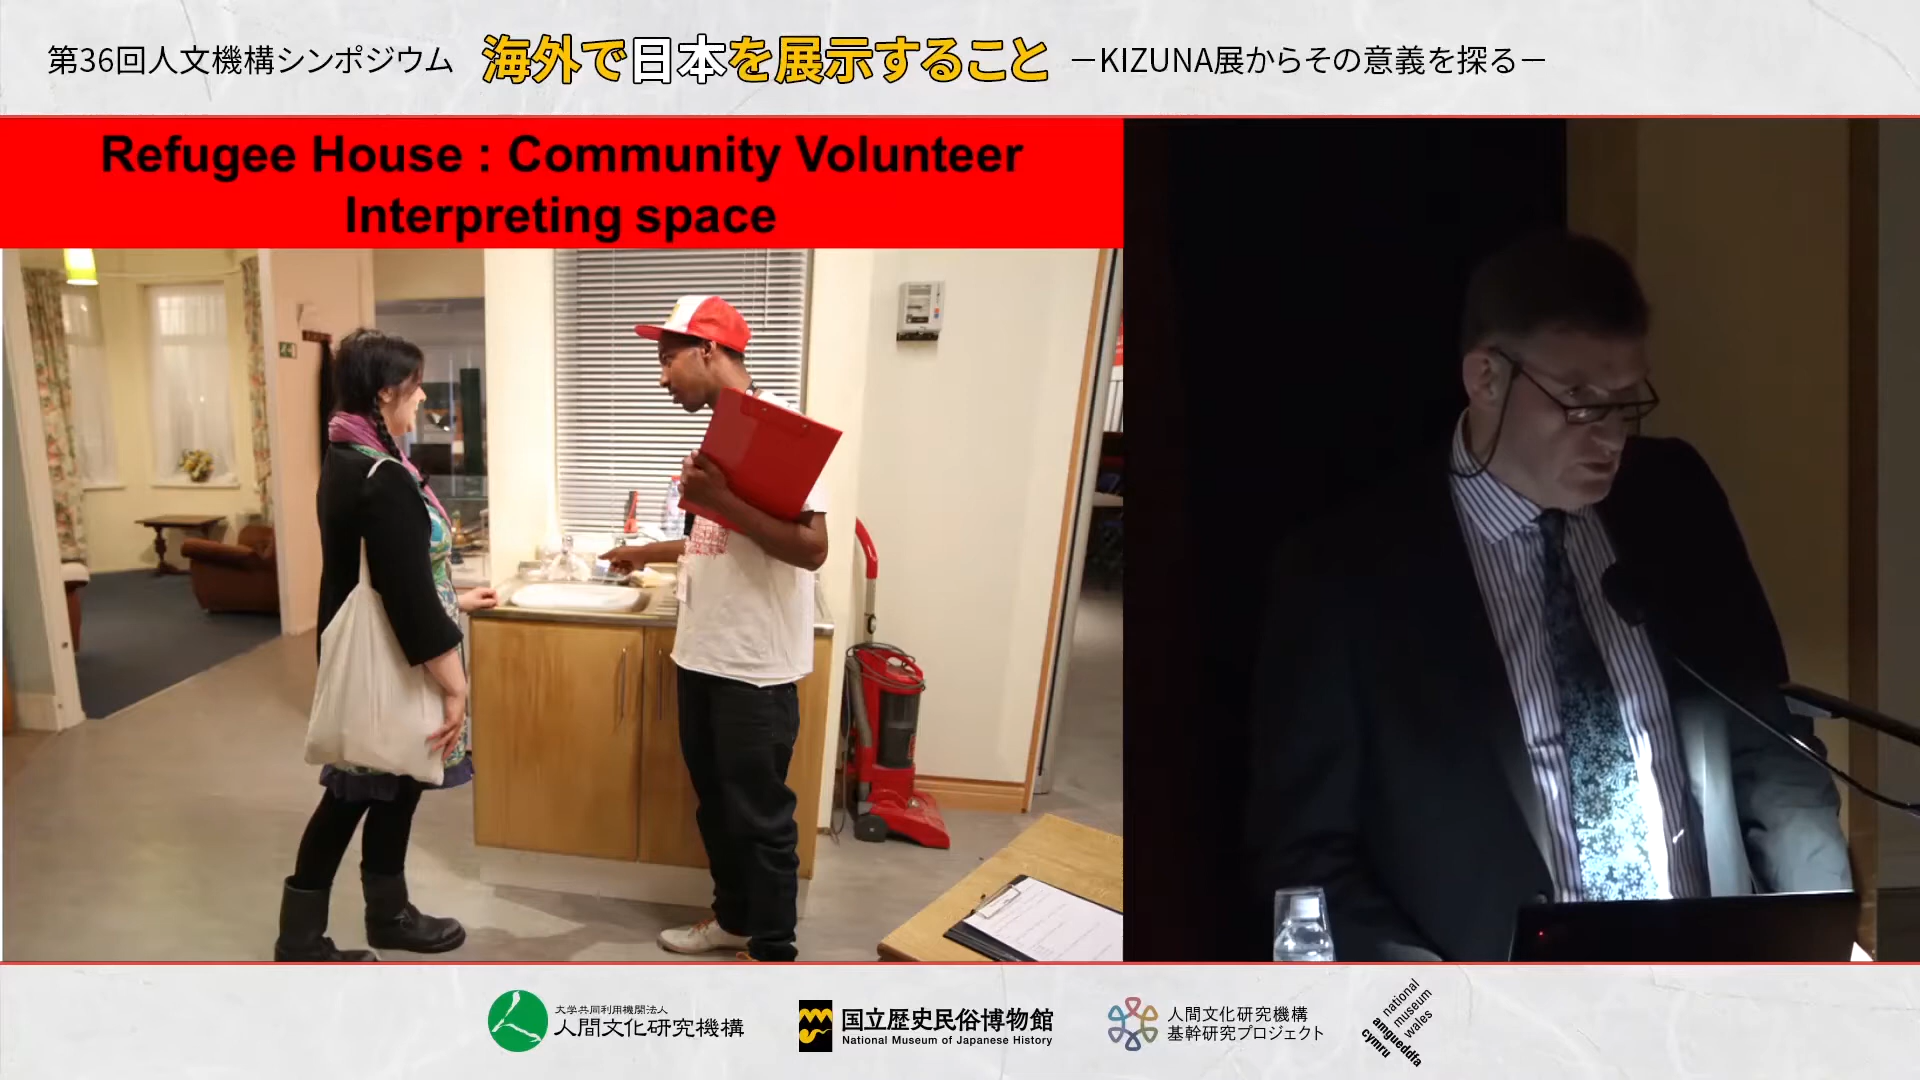 第36回人文機構シンポジウム 海外で日本を展示すること －KIZUNA展からその意義を探る－
Refugee House : Community Volunteer
Interpreting space
大学共同利用機関法人
人間文化研究機構
国立歴史民俗博物館
National Museum of Japanese History
人間文化研究機構
基幹研究プロジェクト
national
museum
wales
amgueddfa
cymru